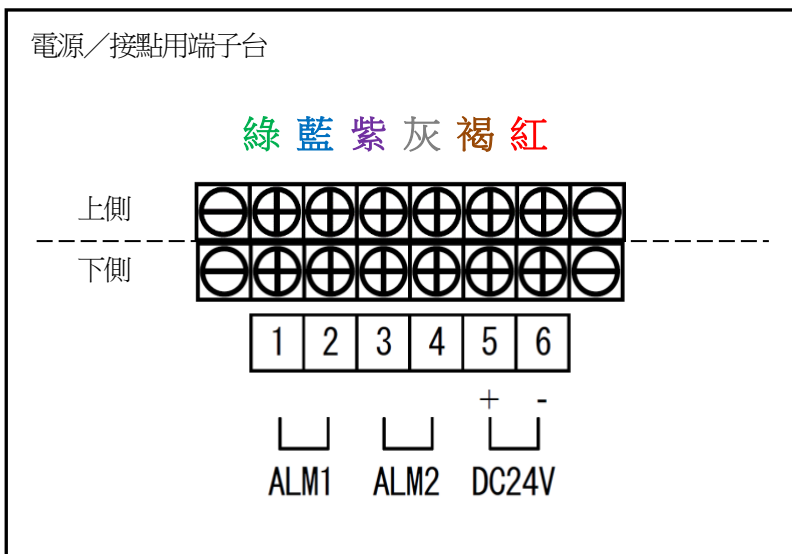 電源／接點用端子台
綠 藍 紫 灰 褐 紅
上側
下側
1 2 3 4 5 6
+ -
ALM1 ALM2 DC24V